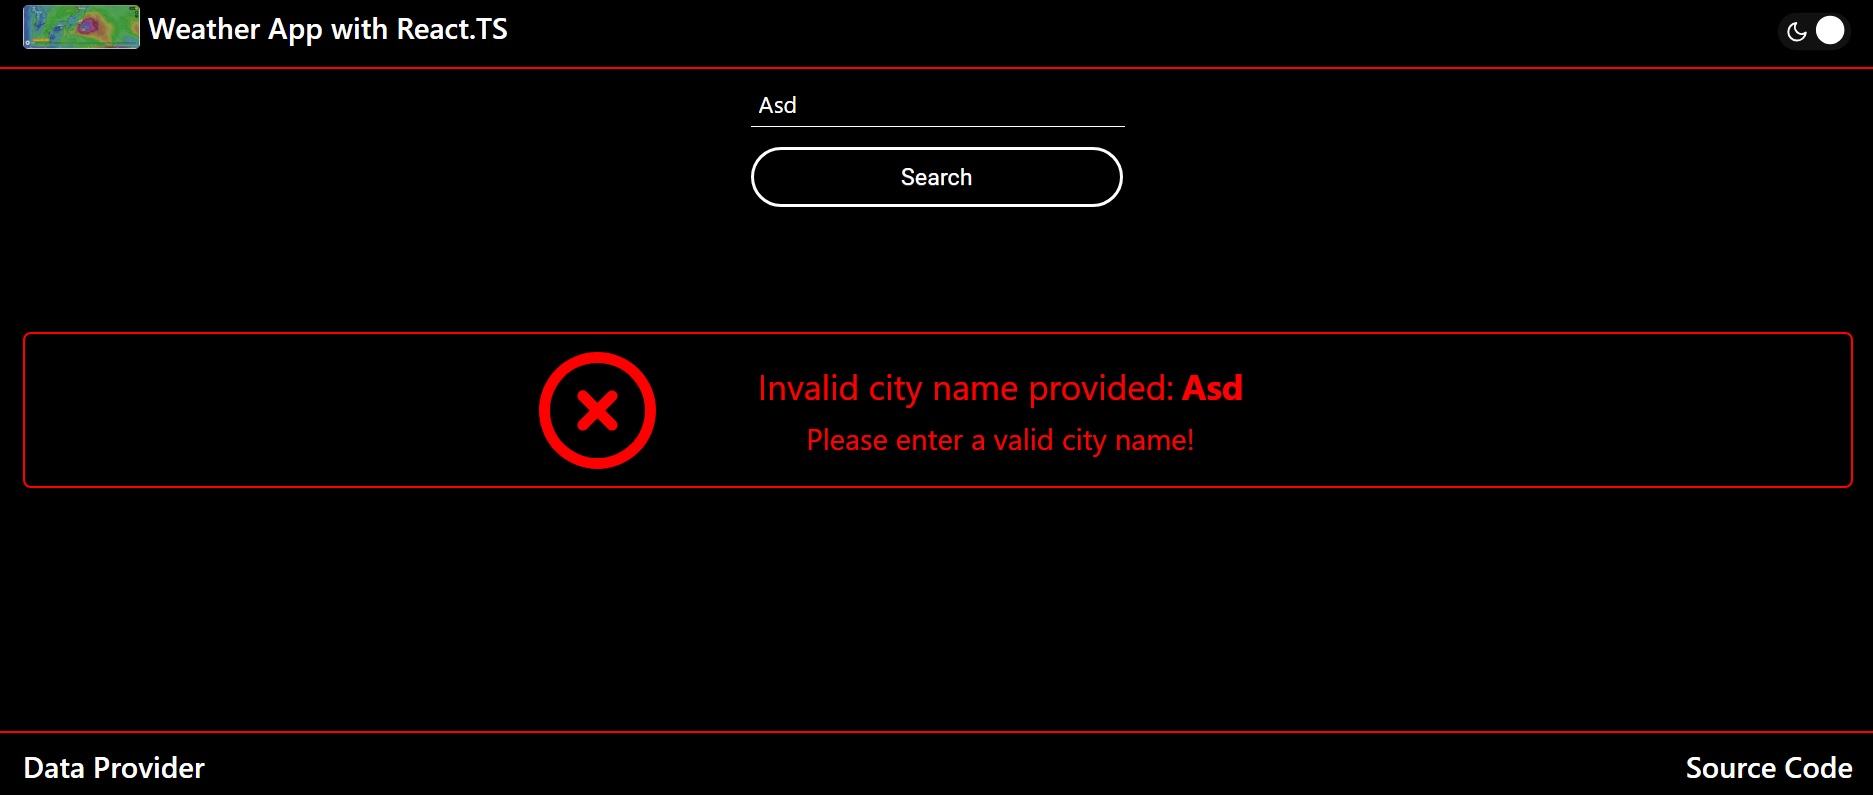 Weather App with React.TS
Asd
Search
Invalid city name provided: Asd
Please enter a valid city name!
Data Provider
Source Code